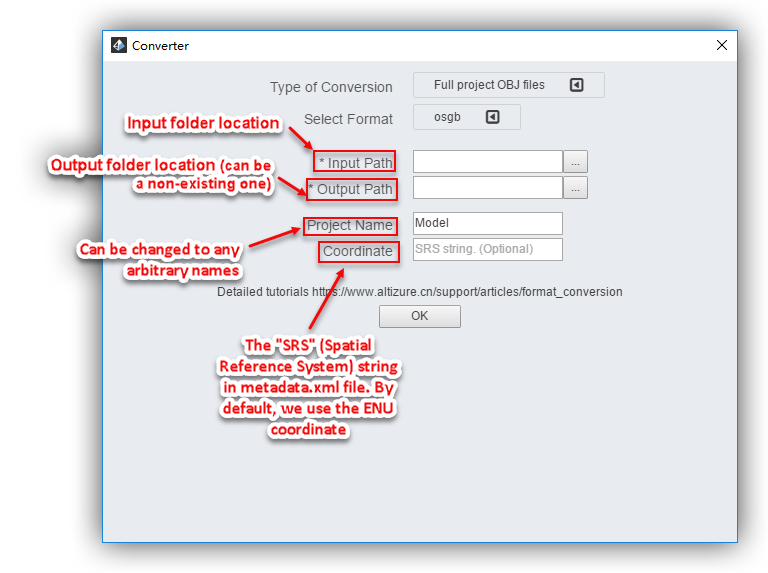 Converter
Type of Conversion Full project OBJ files
Select Format osgb
Input folder location
* Input Path ...
Output folder location (can be
a non-existing one)
* Output Path ...
Project Name Model
Can be changed to any
arbitrary names
Coordinate SRS string. (Optional)
Detailed tutorials https://www.altizure.cn/support/articles/format_conversion
OK
The "SRS" (Spatial
Reference System) string
in metadata.xml file. By
default, we use the ENU
coordinate